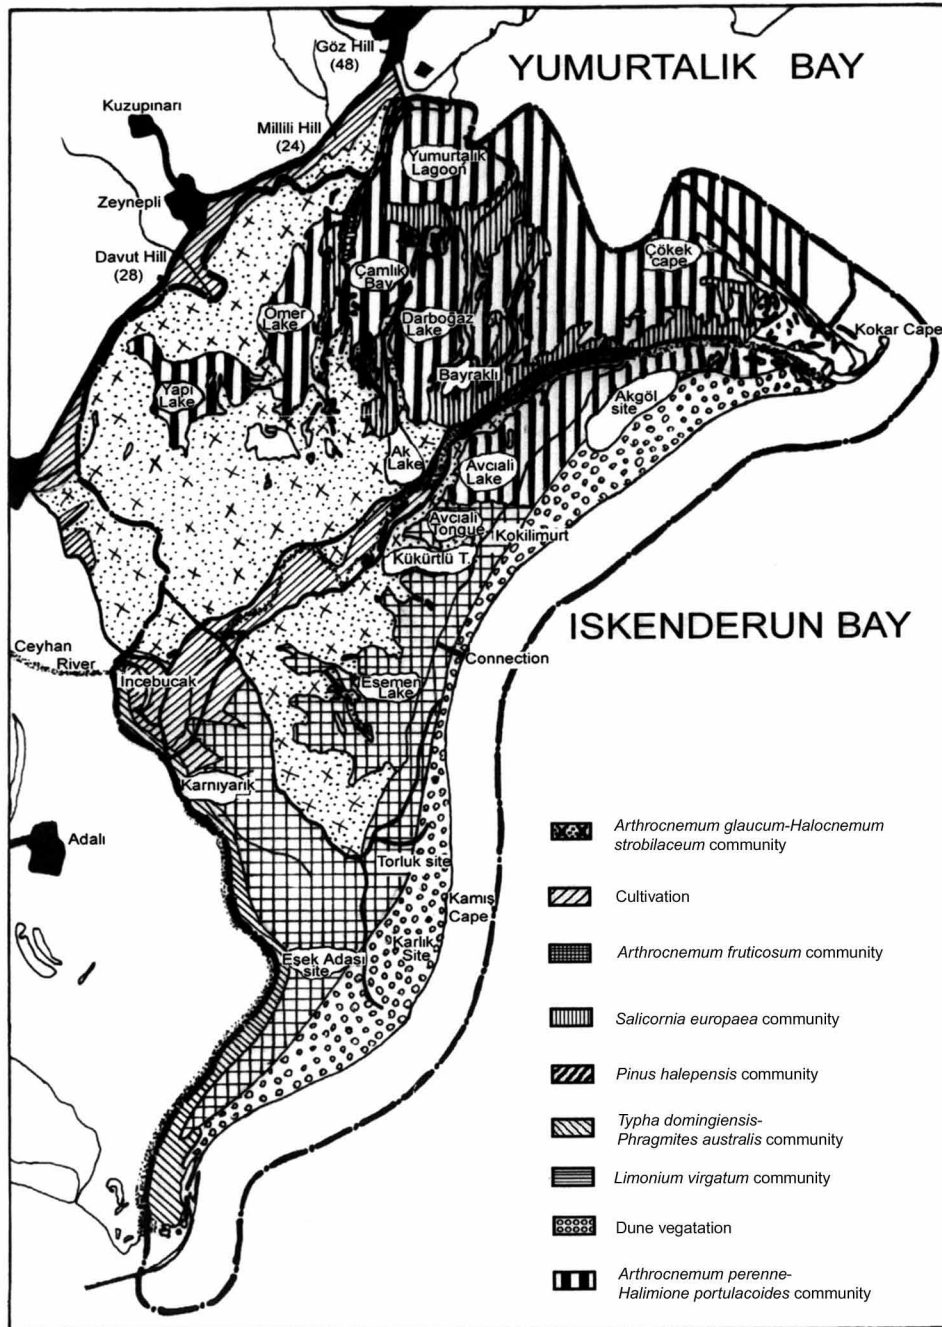 Göz Hill
(48)
YUMURTALIK BAY
Kuzupınarı
Millili Hill
(24)
Yumurtalık
Lagoon
Zeynepli
Davut Hill
(28)
Çökek
cape
Çamlık
Bay
Ömer
Lake
Darboğaz
Lake
Kokar Cape
Bayraklı
Yapı
Lake
Akgöl
site
Ak
Lake
Avcıali
Lake
Avcıali
Tongue
Kokilimurt
Kükürtlü T.
ISKENDERUN BAY
Ceyhan
River
Connection
Incebucak
Esemen
Lake
Karnıyarık
Adalı
Torluk site
Kamış
Cape
Karlık
Site
Eşek Adası
site
Arthrocnemum glaucum-Halocnemum
strobilaceum community
Cultivation
Arthrocnemum fruticosum community
Salicornia europaea community
Pinus halepensis community
Typha domingiensis-
Phragmites australis community
Limonium virgatum community
Dune vegatation
Arthrocnemum perenne-
Halimione portulacoides community